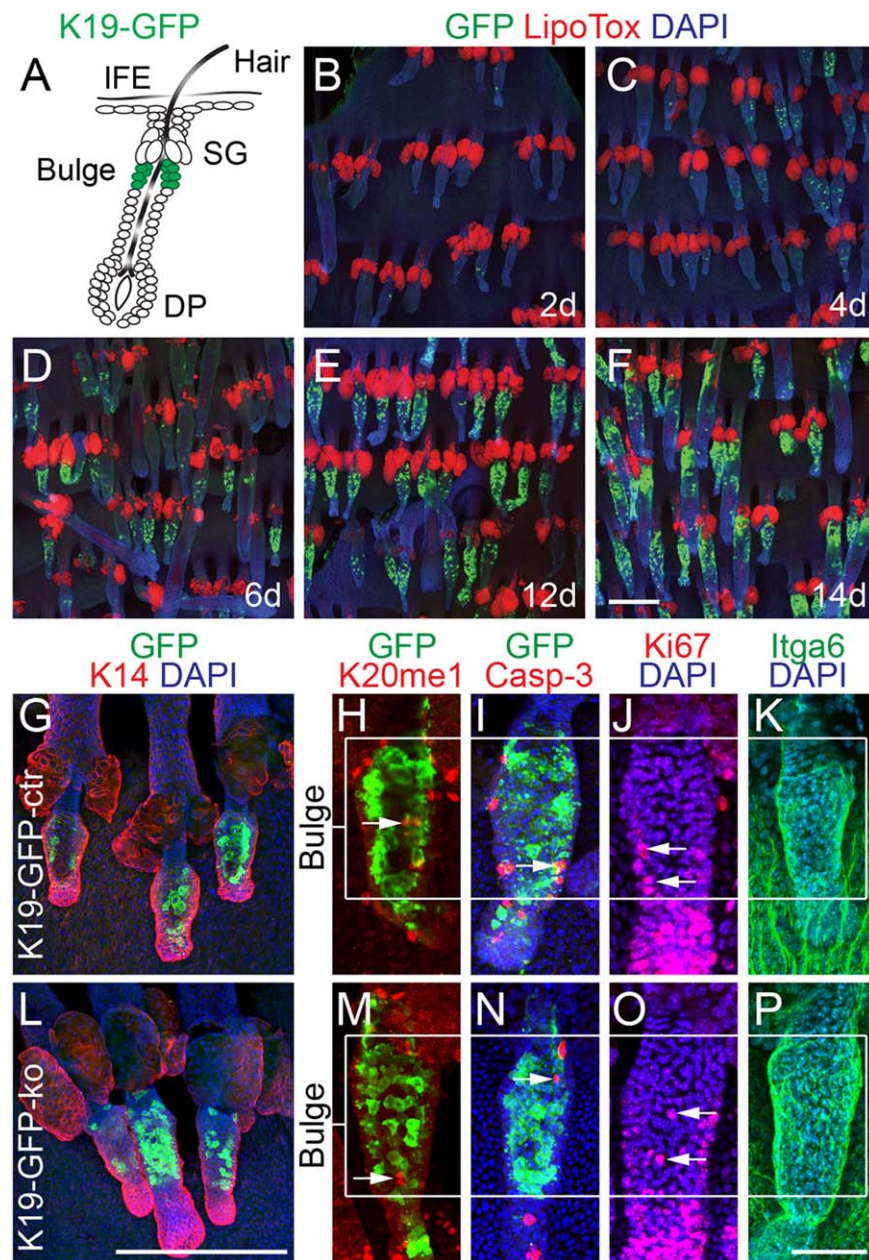 K19-GFP
GFP LipoTox DAPI
A
IFE
Hair
Bulge
SG
DP
B
2d
C
4d
D
6d
E
12d
F
14d
GFP
K14 DAPI
GFP
K20me1
GFP
Casp-3
Ki67
DAPI
Itga6
DAPI
K19-GFP-ctr
G
Bulge
H
I
J
K
K19-GFP-ko
L
Bulge
M
N
O
P